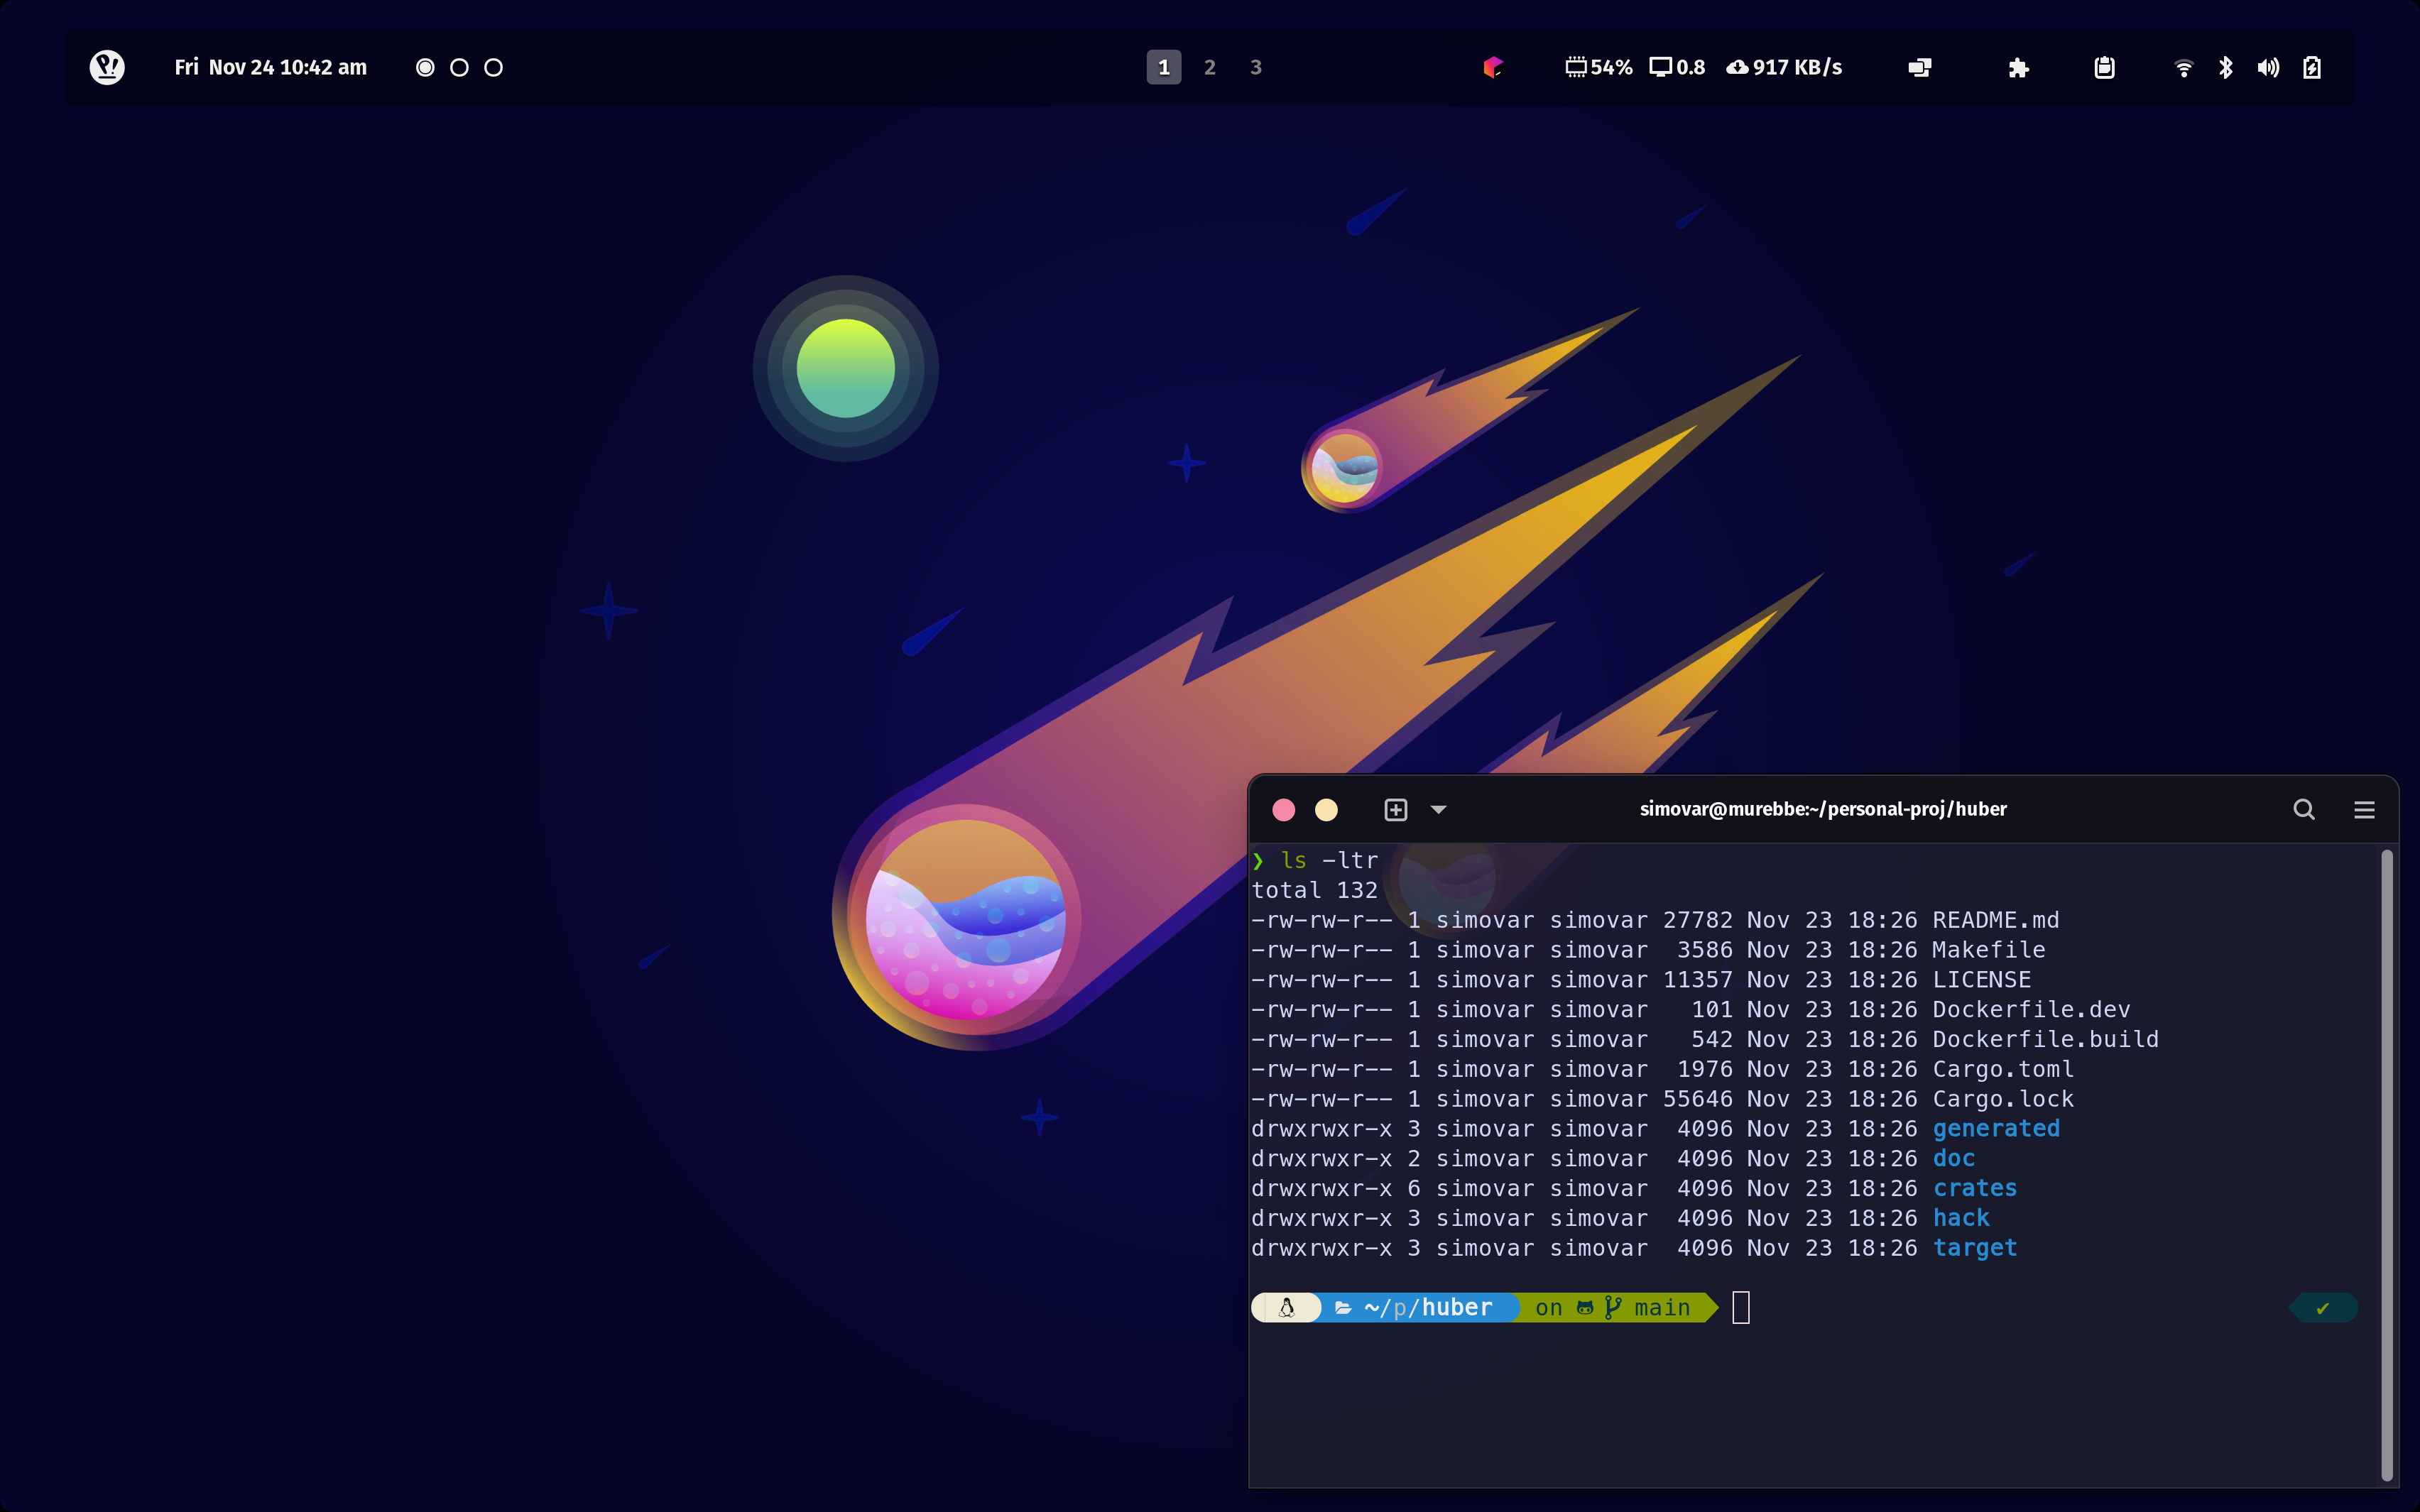 Fri Nov 24 10:42 am
1 2 3
54% 0.8 917 KB/s
simovar@murebbe:~/personal-proj/huber
❯ ls -ltr
total 132
-rw-rw-r-- 1 simovar simovar 27782 Nov 23 18:26 README.md
-rw-rw-r-- 1 simovar simovar  3586 Nov 23 18:26 Makefile
-rw-rw-r-- 1 simovar simovar 11357 Nov 23 18:26 LICENSE
-rw-rw-r-- 1 simovar simovar   101 Nov 23 18:26 Dockerfile.dev
-rw-rw-r-- 1 simovar simovar   542 Nov 23 18:26 Dockerfile.build
-rw-rw-r-- 1 simovar simovar  1976 Nov 23 18:26 Cargo.toml
-rw-rw-r-- 1 simovar simovar 55646 Nov 23 18:26 Cargo.lock
drwxrwxr-x 3 simovar simovar  4096 Nov 23 18:26 generated
drwxrwxr-x 2 simovar simovar  4096 Nov 23 18:26 doc
drwxrwxr-x 6 simovar simovar  4096 Nov 23 18:26 crates
drwxrwxr-x 3 simovar simovar  4096 Nov 23 18:26 hack
drwxrwxr-x 3 simovar simovar  4096 Nov 23 18:26 target
~/p/huber on main ✔